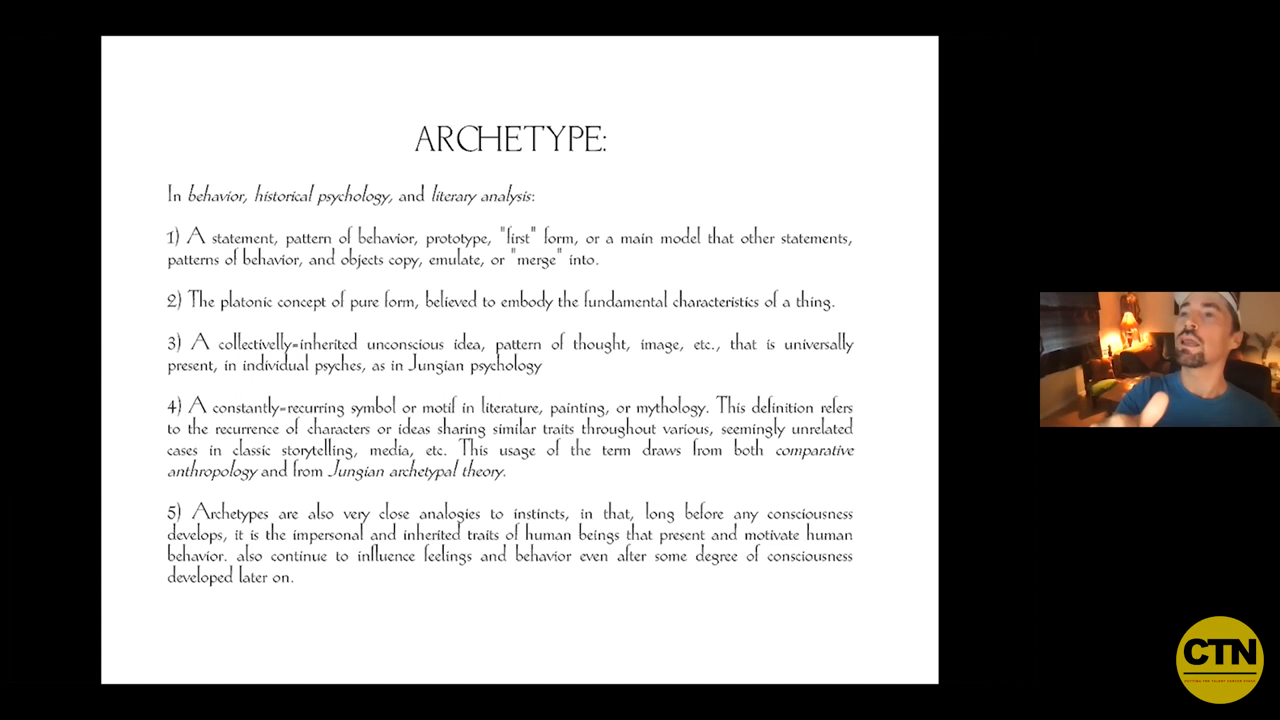 ARCHETYPE:
In behavior, historical psychology, and literary analysis:
1) A statement, pattern of behavior, prototype, "first" form, or a main model that other statements,
patterns of behavior, and objects copy, emulate, or "merge" into.
2) The platonic concept of pure form, believed to embody the fundamental characteristics of a thing.
3) A collectivelly=inherited unconscious idea, pattern of thought, image, etc., that is universally
present, in individual psyches, as in Jungian psychology
4) A constantly=recurring symbol or motif in literature, painting, or mythology. This definition refers
to the recurrence of characters or ideas sharing similar traits throughout various, seemingly unrelated
cases in classic storytelling, media, etc. This usage of the term draws from both comparative
anthropology and from Jungian archetypal theory.
5) Archetypes are also very close analogies to instincts, in that, long before any consciousness
develops, it is the impersonal and inherited traits of human beings that present and motivate human
behavior. also continue to influence feelings and behavior even after some degree of consciousness
developed later on.
CTN
PUTTING THE TALENT CENTER STAGE